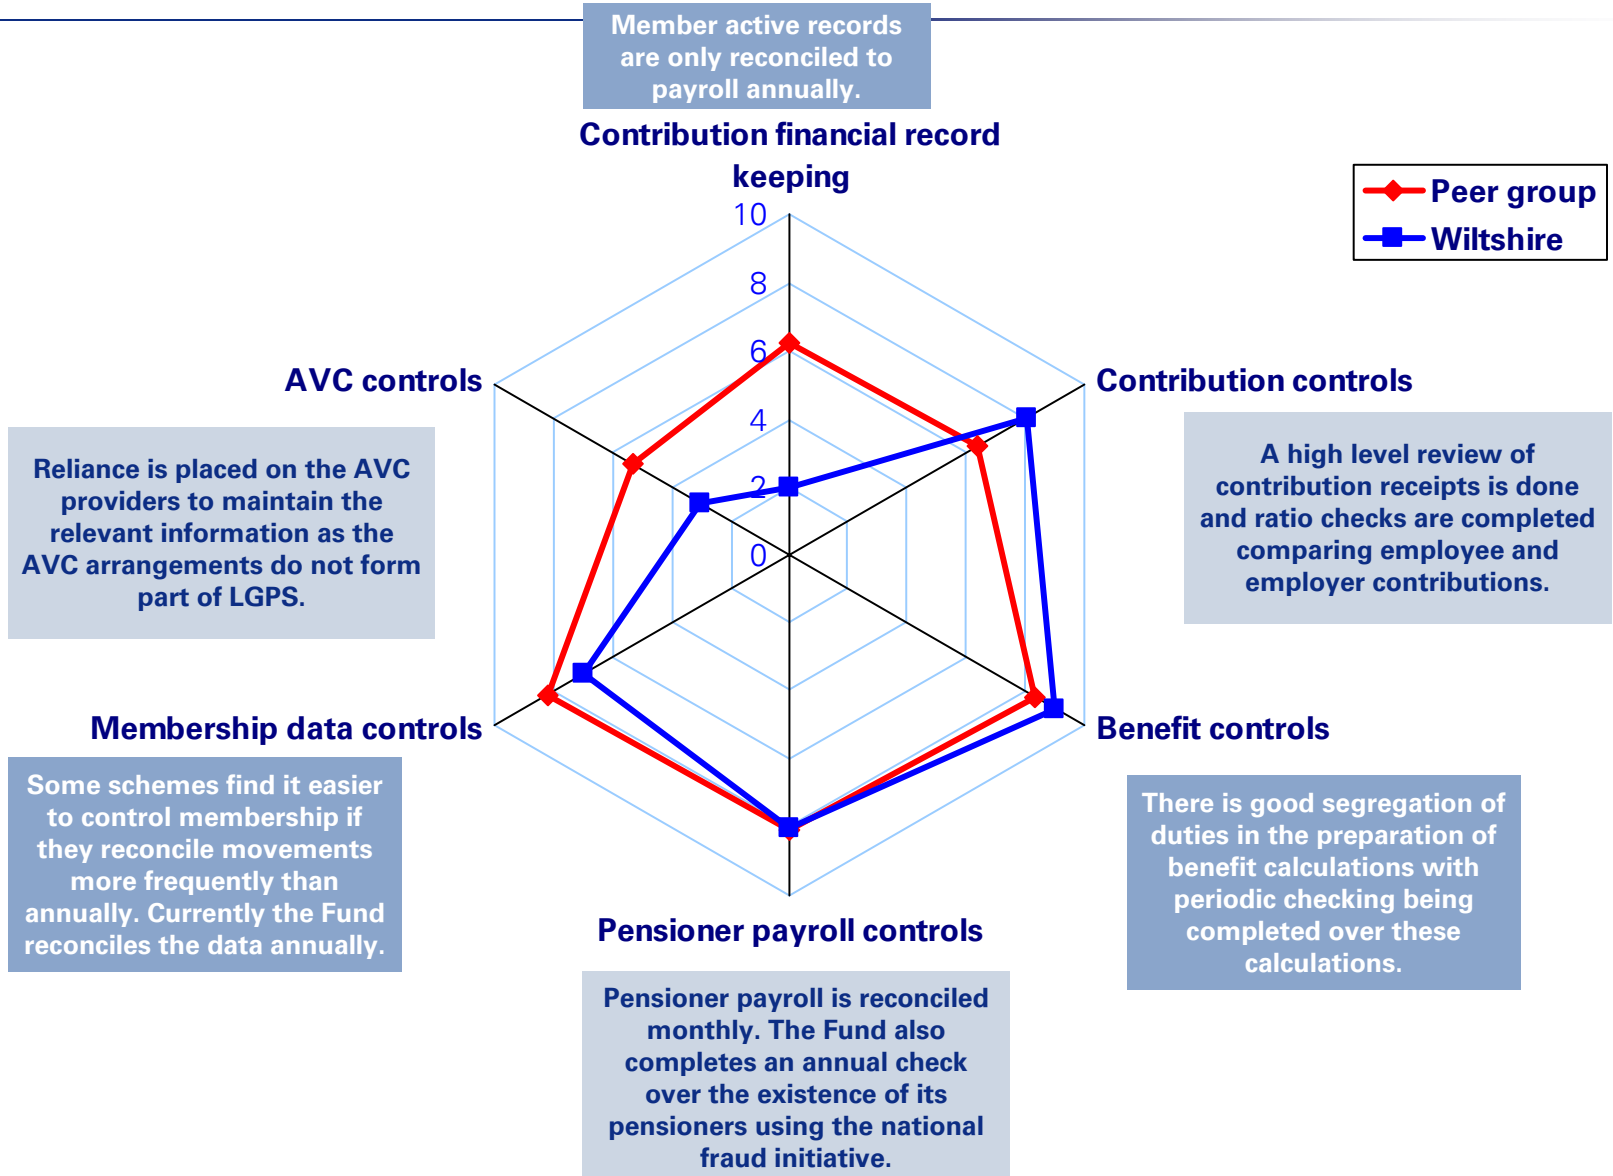 Member active records
are only reconciled to
payroll annually.
Contribution financial record
keeping
Peer group
Wiltshire
10
8
6
4
2
0
AVC controls
Contribution controls
Reliance is placed on the AVC
providers to maintain the
relevant information as the
AVC arrangements do not form
part of LGPS.
A high level review of
contribution receipts is done
and ratio checks are completed
comparing employee and
employer contributions.
Membership data controls
Benefit controls
Some schemes find it easier
to control membership if
they reconcile movements
more frequently than
annually. Currently the Fund
reconciles the data annually.
There is good segregation of
duties in the preparation of
benefit calculations with
periodic checking being
completed over these
calculations.
Pensioner payroll controls
Pensioner payroll is reconciled
monthly. The Fund also
completes an annual check
over the existence of its
pensioners using the national
fraud initiative.